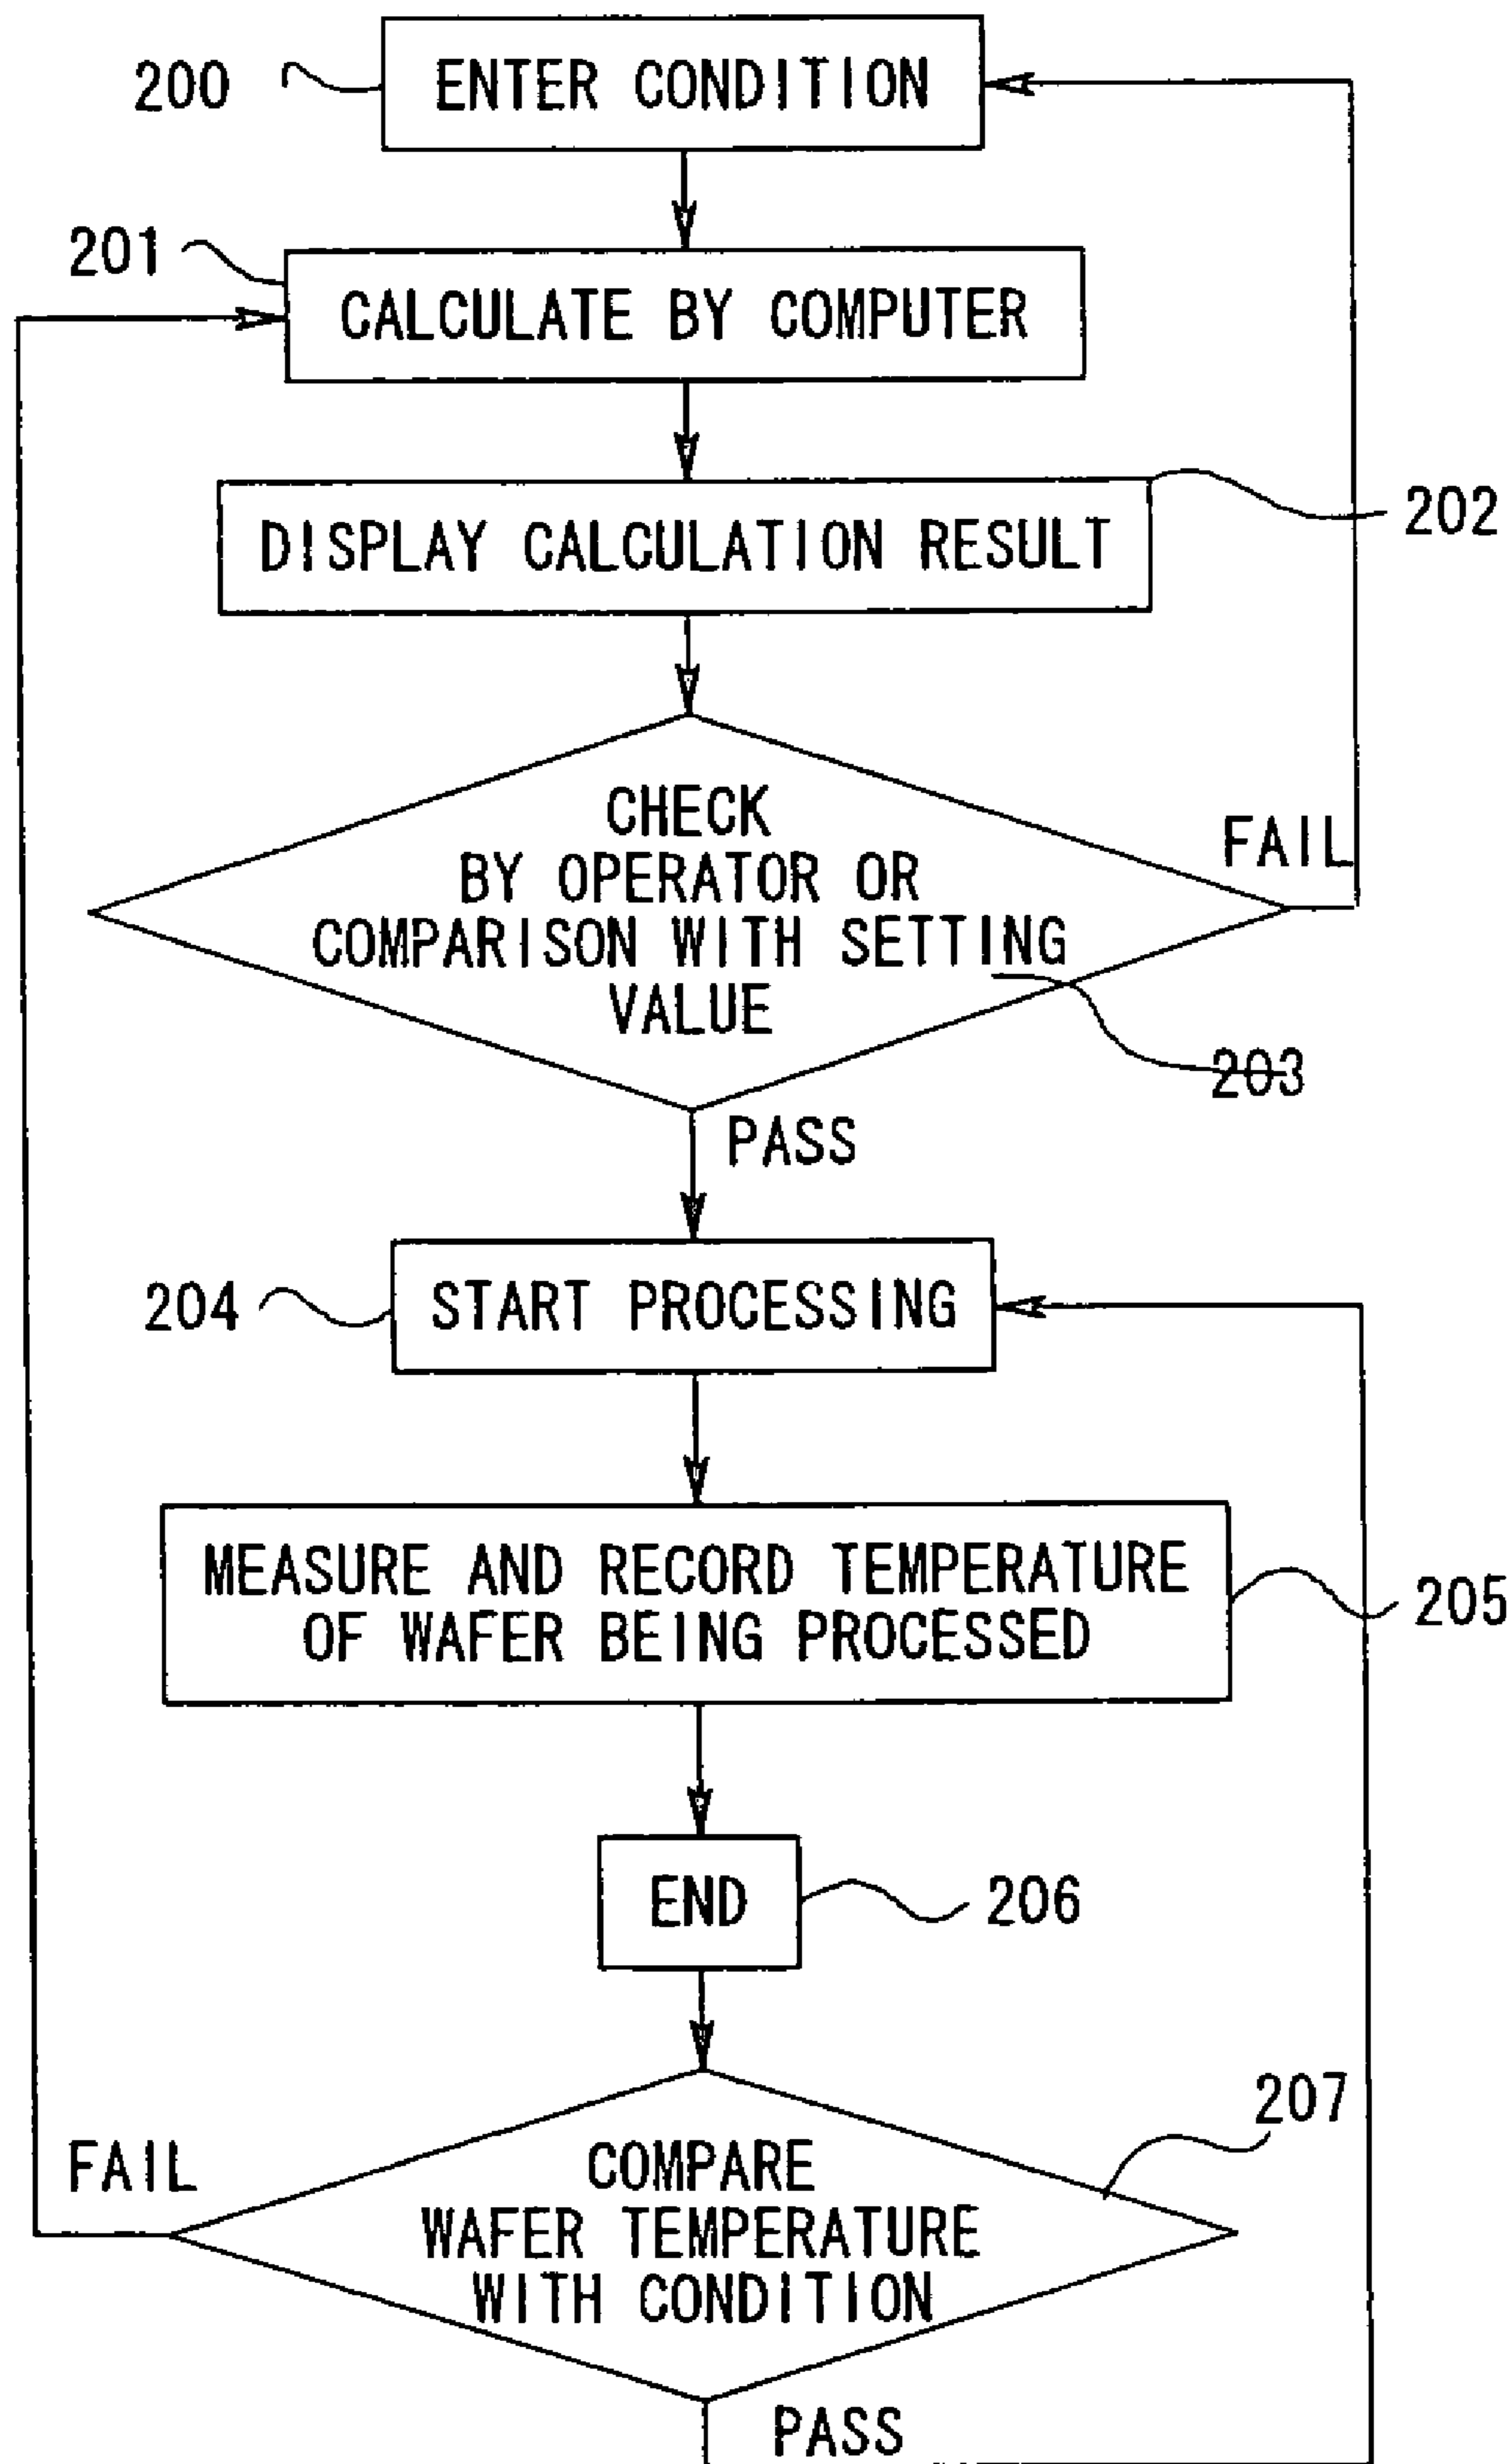 200
ENTER CONDITION
201
CALCULATE BY COMPUTER
DISPLAY CALCULATION RESULT
202
CHECK
BY OPERATOR OR
COMPARISON WITH SETTING
VALUE
FAIL
203
PASS
204
START PROCESSING
MEASURE AND RECORD TEMPERATURE
OF WAFER BEING PROCESSED
205
END
206
207
FAIL
COMPARE
WAFER TEMPERATURE
WITH CONDITION
PASS